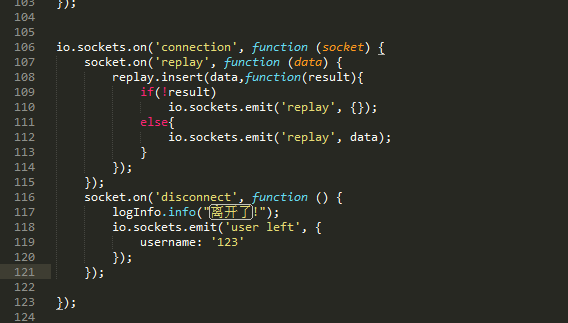 103 });
104
105
106 io.sockets.on('connection', function (socket) {
107 socket.on('replay', function (data) {
108 replay.insert(data,function(result){
109 if(!result)
110 io.sockets.emit('replay', {});
111 else{
112 io.sockets.emit('replay', data);
113 }
114 });
115 });
116 socket.on('disconnect', function () {
117 logInfo.info("离开了!");
118 io.sockets.emit('user left', {
119 username: '123'
120 });
121 });
122
123 });
124